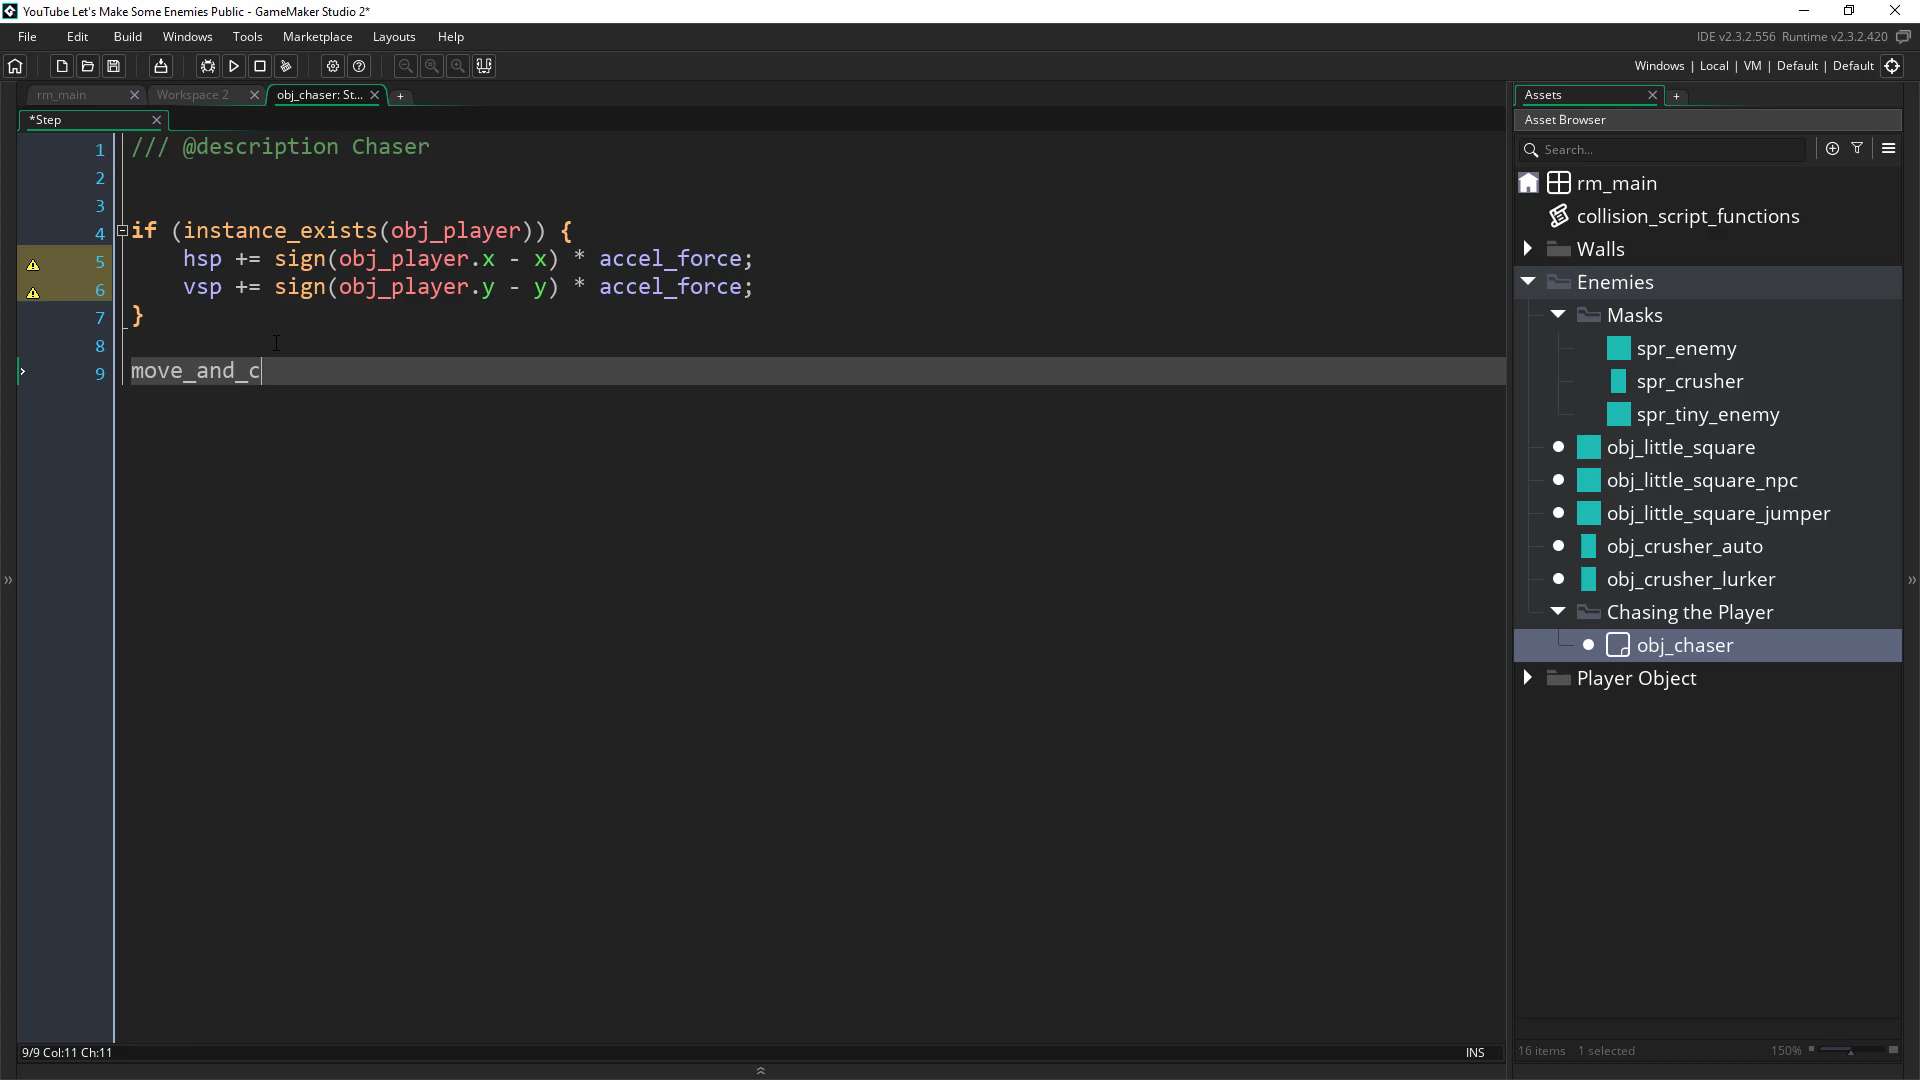 YouTube Let's Make Some Enemies Public - GameMaker Studio 2*
File Edit Build Windows Tools Marketplace Layouts Help
IDE v2.3.2.556 Runtime v2.3.2.420
Windows | Local | VM | Default | Default
rm_main
Workspace 2
obj_chaser: St...
*Step
1 /// @description Chaser
2
3
4 if (instance_exists(obj_player)) {
5 hsp += sign(obj_player.x - x) * accel_force;
6 vsp += sign(obj_player.y - y) * accel_force;
7 }
8
9 move_and_c
9/9 Col:11 Ch:11
INS
Assets
Asset Browser
Search...
rm_main
collision_script_functions
Walls
Enemies
Masks
spr_enemy
spr_crusher
spr_tiny_enemy
obj_little_square
obj_little_square_npc
obj_little_square_jumper
obj_crusher_auto
obj_crusher_lurker
Chasing the Player
obj_chaser
Player Object
16 items 1 selected
150%